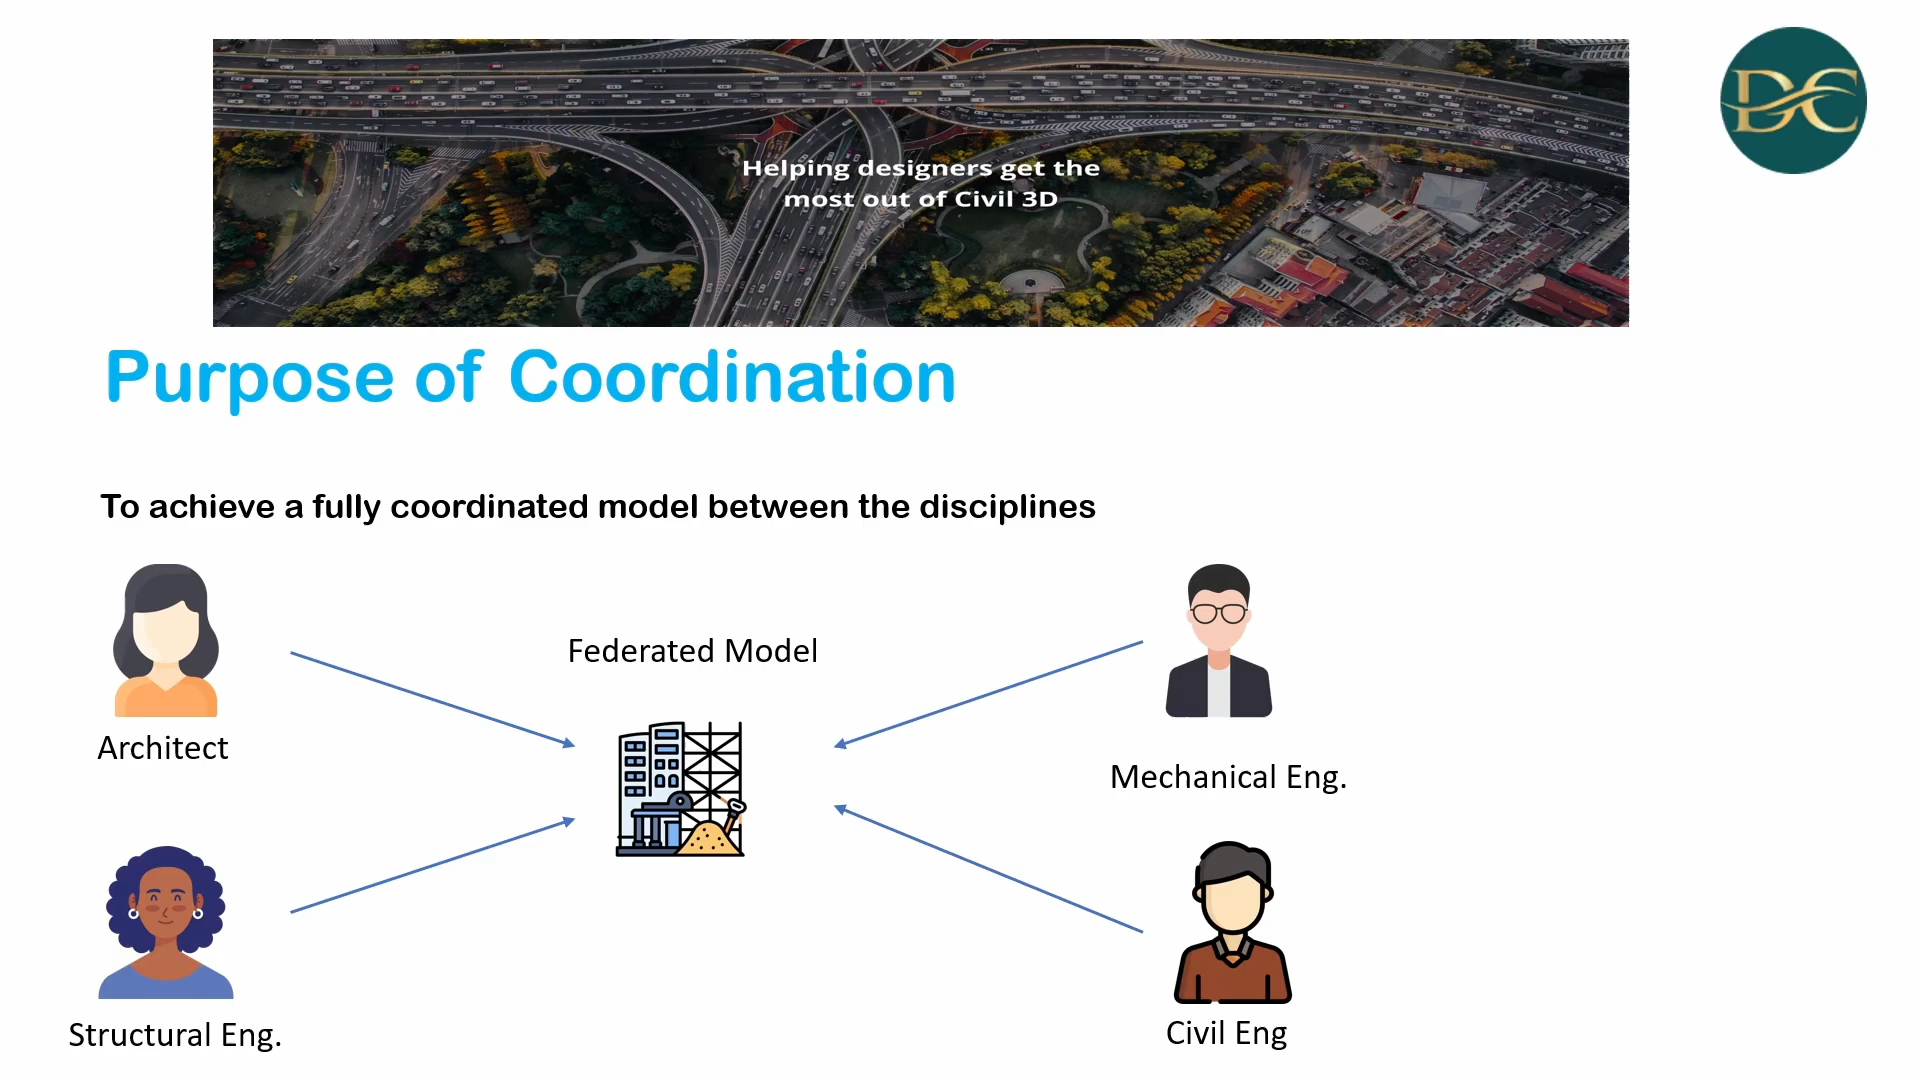 Helping designers get the
most out of Civil 3D
DC
Purpose of Coordination
To achieve a fully coordinated model between the disciplines
Federated Model
Architect
Mechanical Eng.
Structural Eng.
Civil Eng